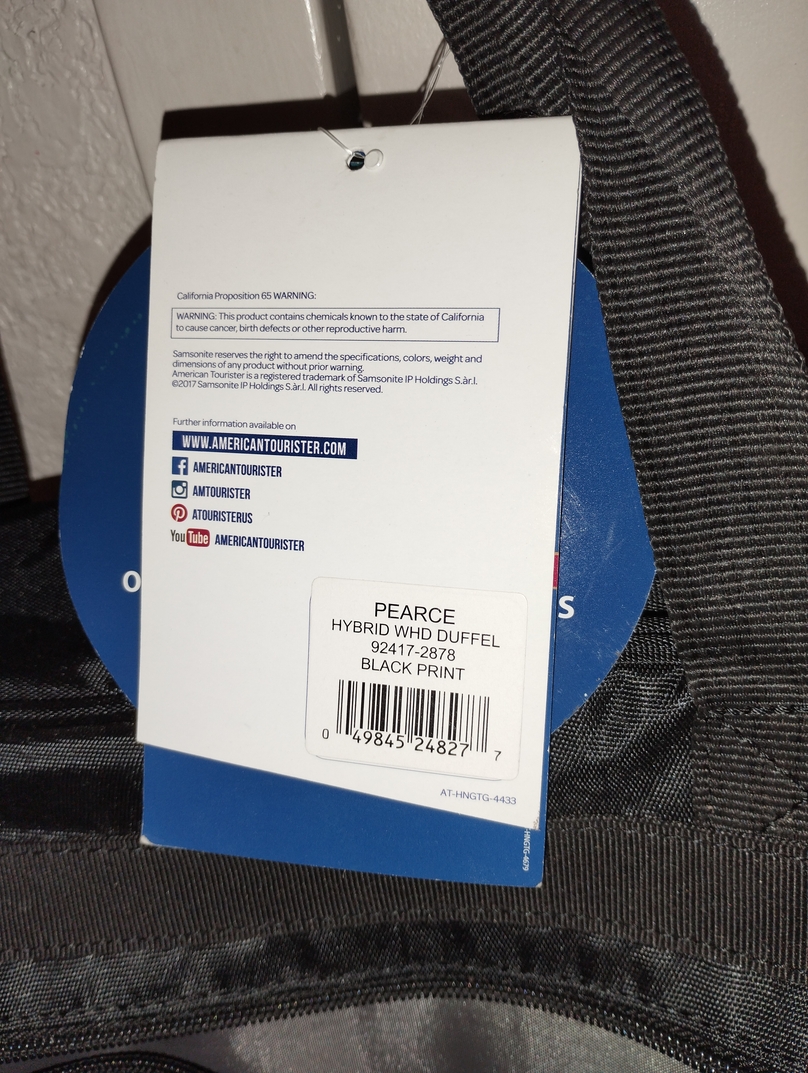 California Proposition 65 WARNING:
WARNING: This product contains chemicals known to the state of California
to cause cancer, birth defects or other reproductive harm.
Samsonite reserves the right to amend the specifications, colors, weight and
dimensions of any product without prior warning.
American Tourister is a registered trademark of Samsonite IP Holdings S.àr.l.
©2017 Samsonite IP Holdings S.àr.l. All rights reserved.
Further information available on
WWW.AMERICANTOURISTER.COM
AMERICANTOURISTER
AMTOURISTER
ATOURISTERUS
YouTube AMERICANTOURISTER
O
S
PEARCE
HYBRID WHD DUFFEL
92417-2878
BLACK PRINT
0 49845 24827 7
AT-HNGTG-4433
-HNGTG-4679